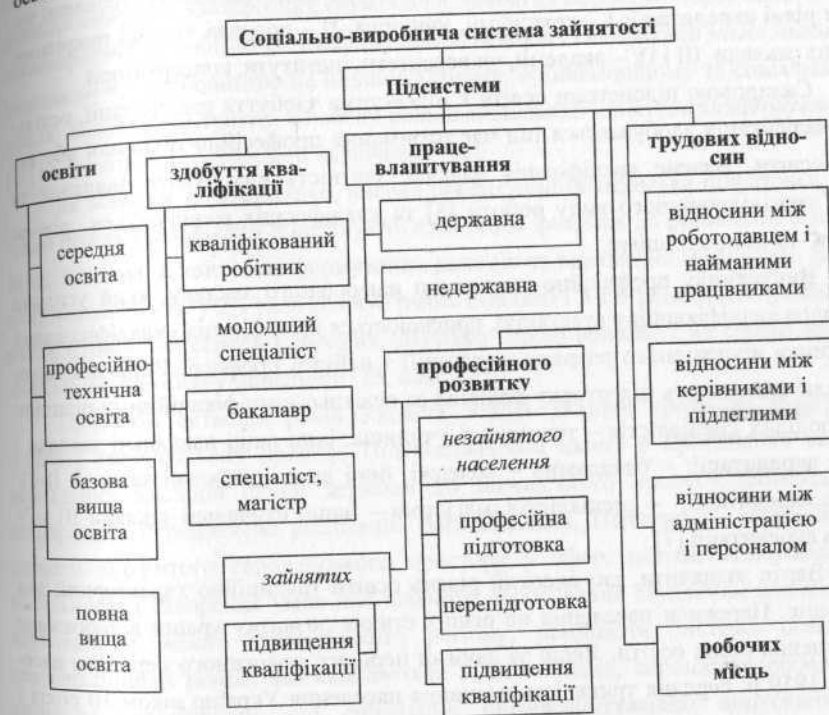 Соціально-виробнича система зайнятості
Підсистеми
освіти
середня
освіта
професійно-
технічна
освіта
базова
вища
освіта
повна
вища
освіта
здобуття ква-
ліфікації
кваліфікований
робітник
молодший
спеціаліст
бакалавр
спеціаліст,
магістр
праце-
влаштування
державна
недержавна
професійного
розвитку
незайнятого
населення
професійна
підготовка
перепідготовка
підвищення
кваліфікації
зайнятих
підвищення
кваліфікації
трудових відно-
син
відносини між
роботодавцем і
найманими
працівниками
відносини між
керівниками і
підлеглими
відносини між
адміністрацією
і персоналом
робочих
місць